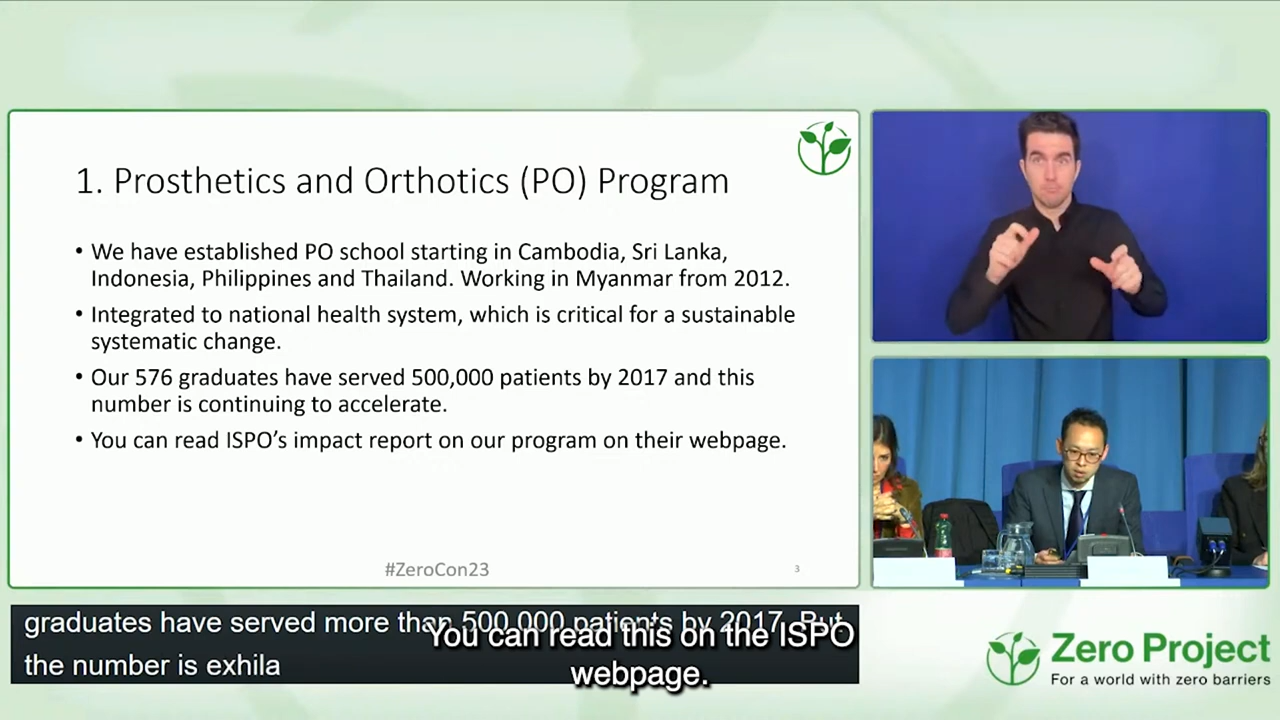 1. Prosthetics and Orthotics (PO) Program
• We have established PO school starting in Cambodia, Sri Lanka,
Indonesia, Philippines and Thailand. Working in Myanmar from 2012.
• Integrated to national health system, which is critical for a sustainable
systematic change.
• Our 576 graduates have served 500,000 patients by 2017 and this
number is continuing to accelerate.
• You can read ISPO’s impact report on our program on their webpage.
#ZeroCon23
3
graduates have served more than 500,000 patients by 2017. But
the number is exhila
You can read this on the ISPO
webpage.
Zero Project
For a world with zero barriers